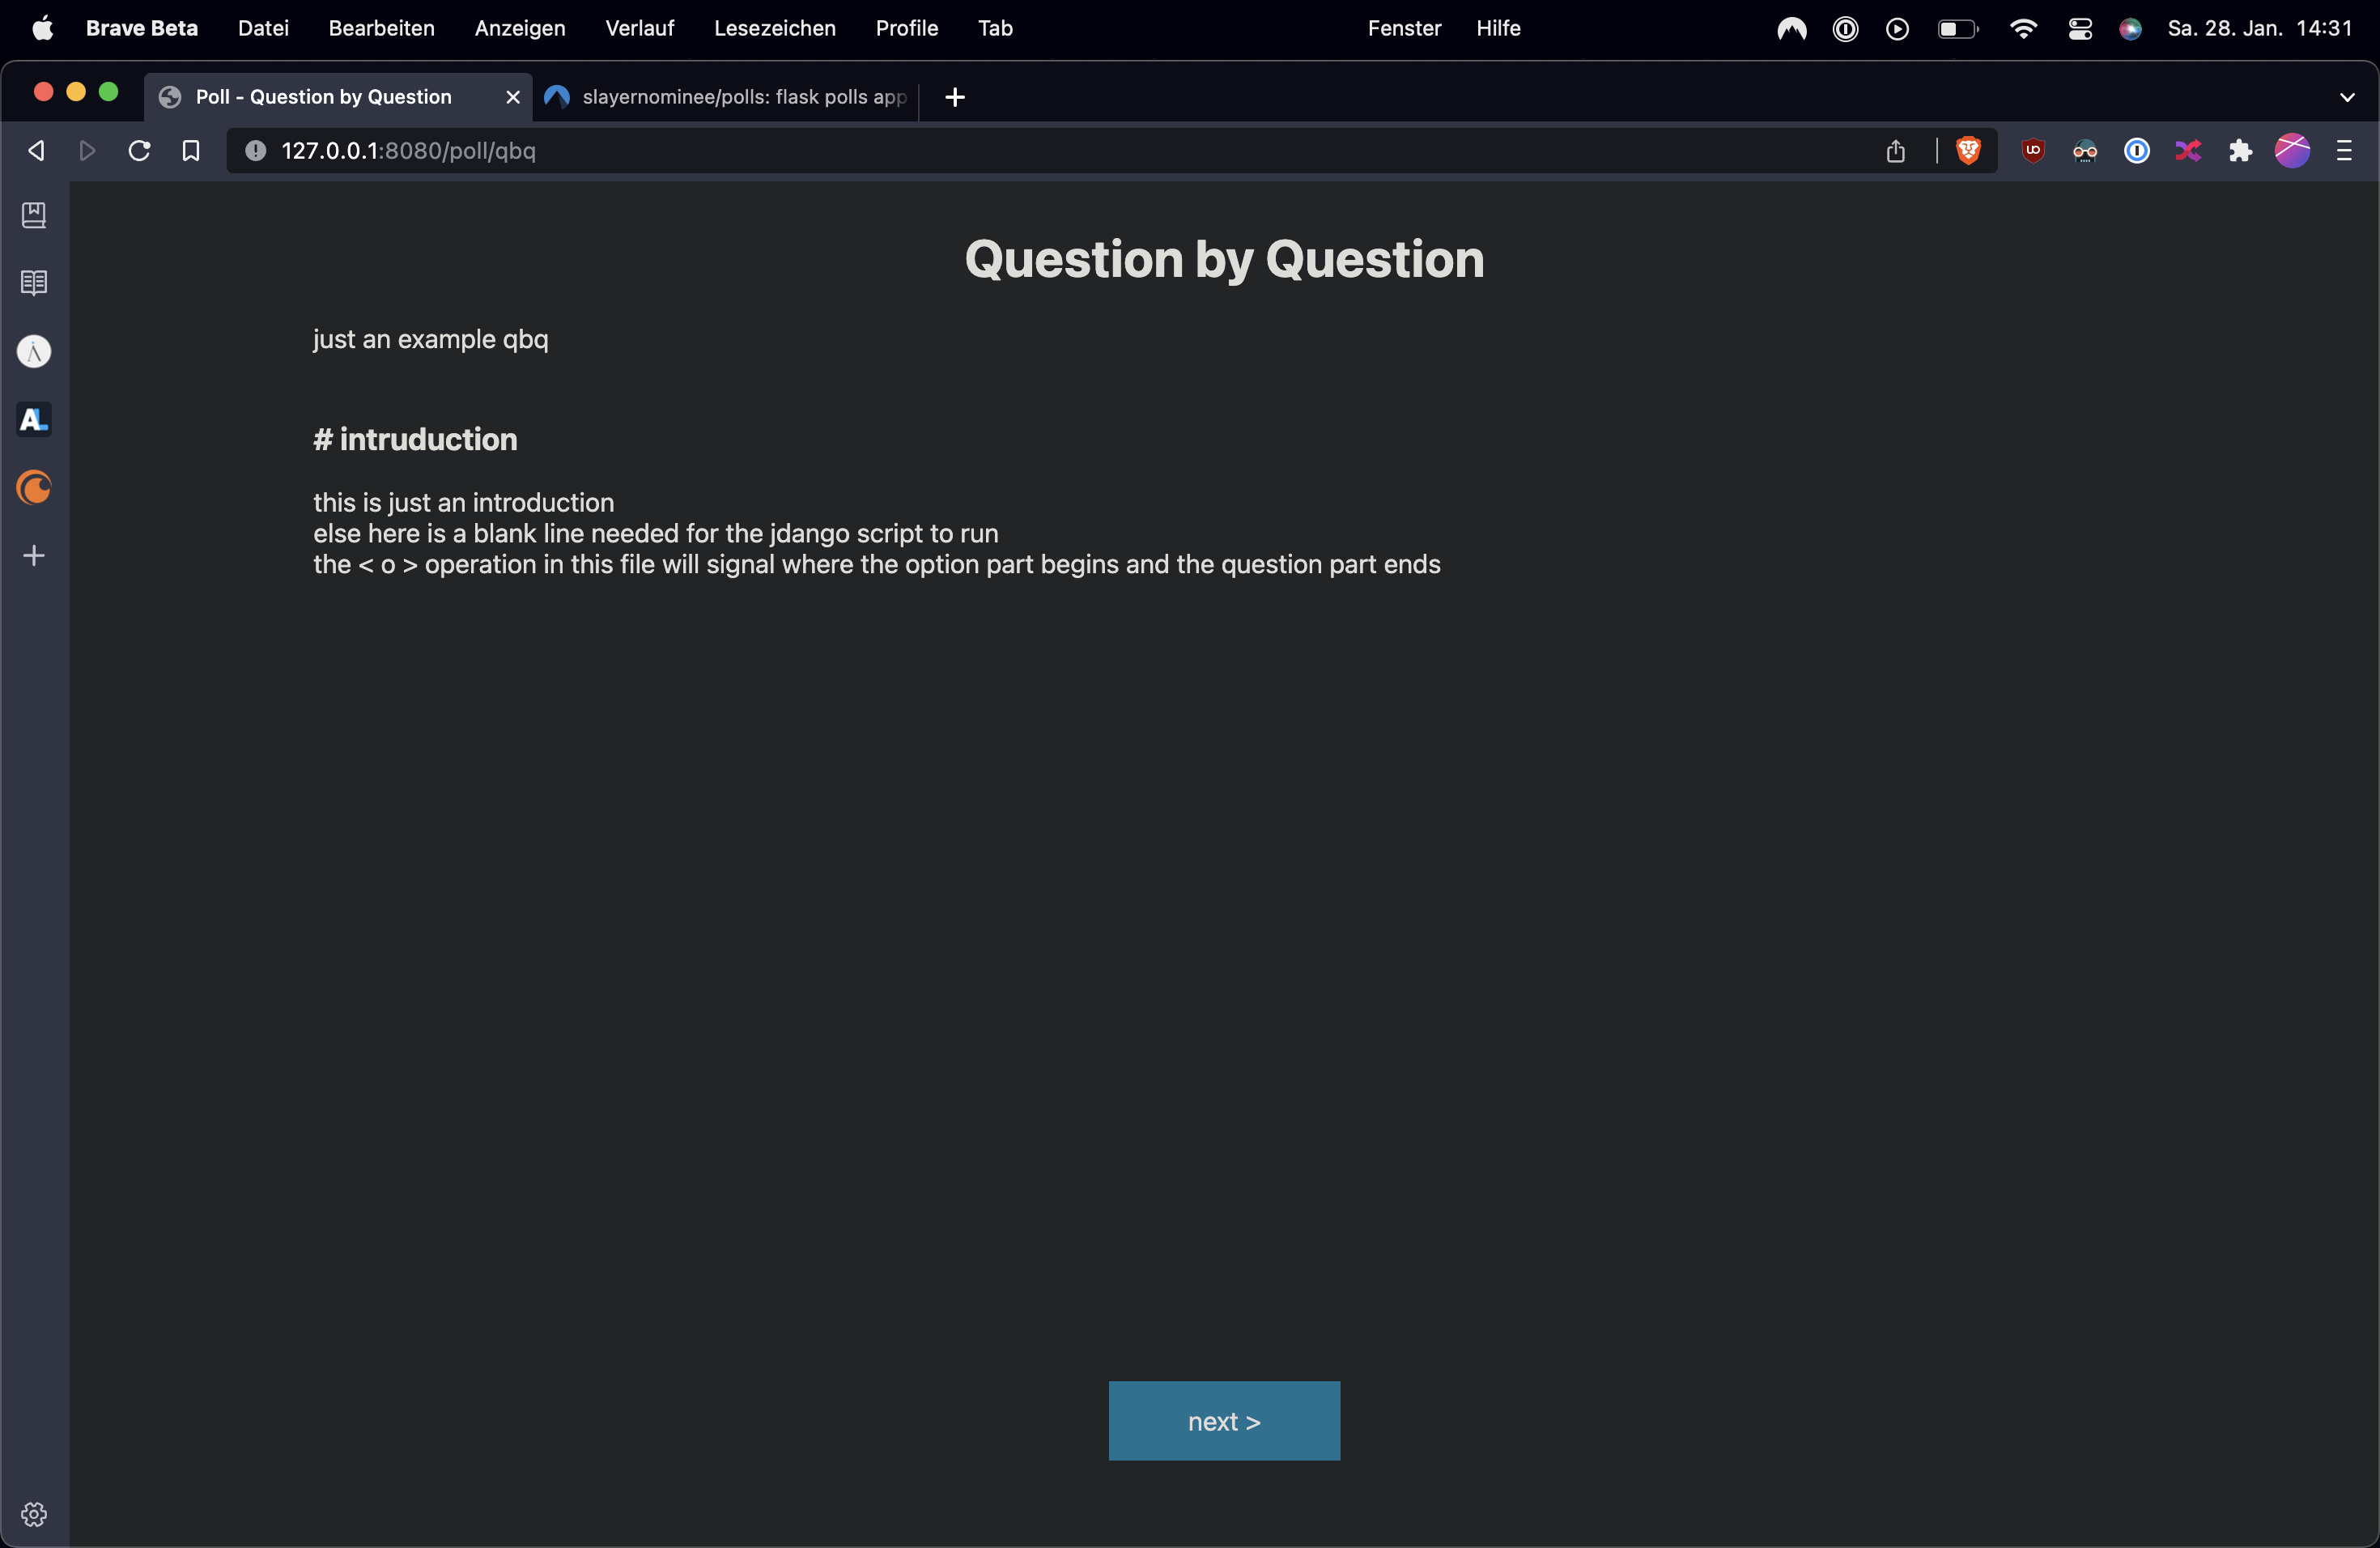 Brave Beta Datei Bearbeiten Anzeigen Verlauf Lesezeichen Profile Tab Fenster Hilfe Sa. 28. Jan. 14:31
Poll - Question by Question
slayernominee/polls: flask polls app
127.0.0.1:8080/poll/qbq
Question by Question
just an example qbq
# intruduction
this is just an introduction
else here is a blank line needed for the jdango script to run
the < o > operation in this file will signal where the option part begins and the question part ends
next >